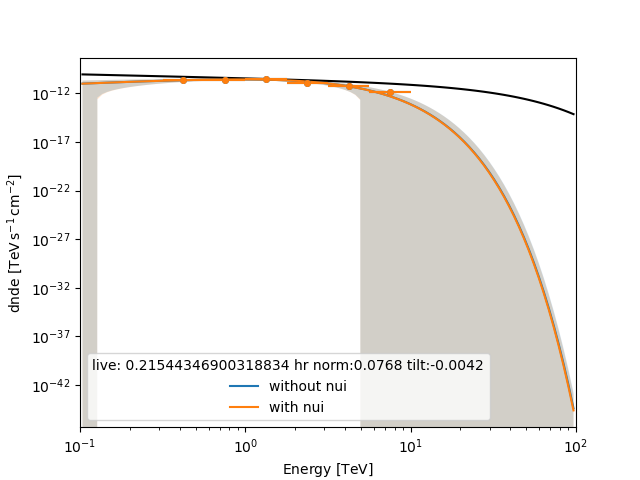 dnde [TeV s⁻¹ cm⁻²]
10⁻¹²
10⁻¹⁷
10⁻²²
10⁻²⁷
10⁻³²
10⁻³⁷
10⁻⁴²
live: 0.21544346900318834 hr norm:0.0768 tilt:-0.0042
without nui
with nui
10⁻¹ 10⁰ 10¹ 10²
Energy [TeV]